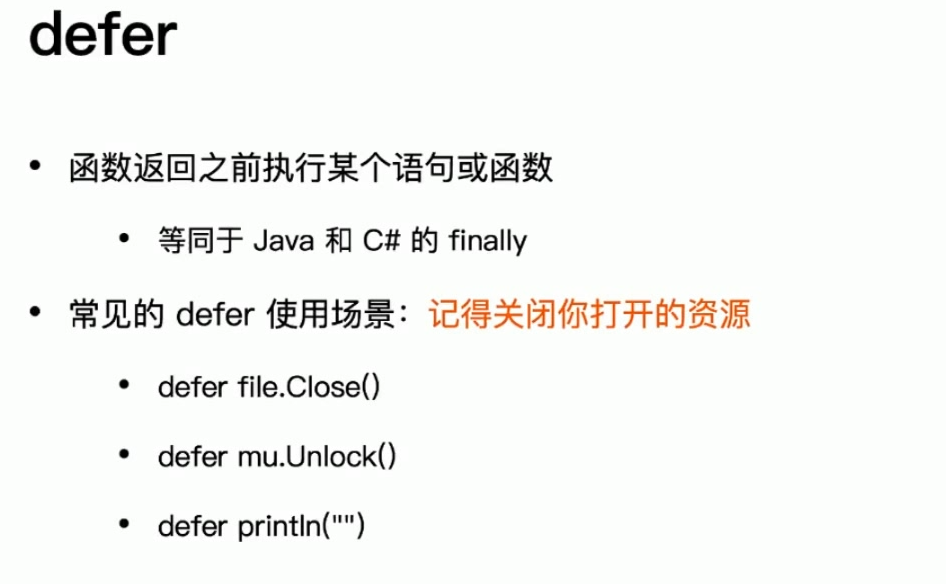 defer
• 函数返回之前执行某个语句或函数
• 等同于 Java 和 C# 的 finally
• 常见的 defer 使用场景：记得关闭你打开的资源
• defer file.Close()
• defer mu.Unlock()
• defer println("")